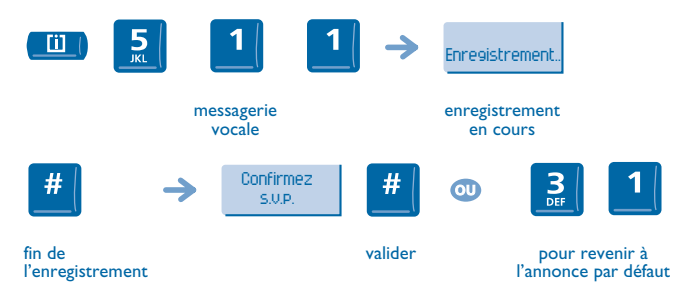 [i] 5 JKL 1 1 Enregistrement..
messagerie vocale
enregistrement en cours
# Confirmez S.V.P. # OU 3 DEF 1
fin de l'enregistrement
valider
pour revenir à l'annonce par défaut